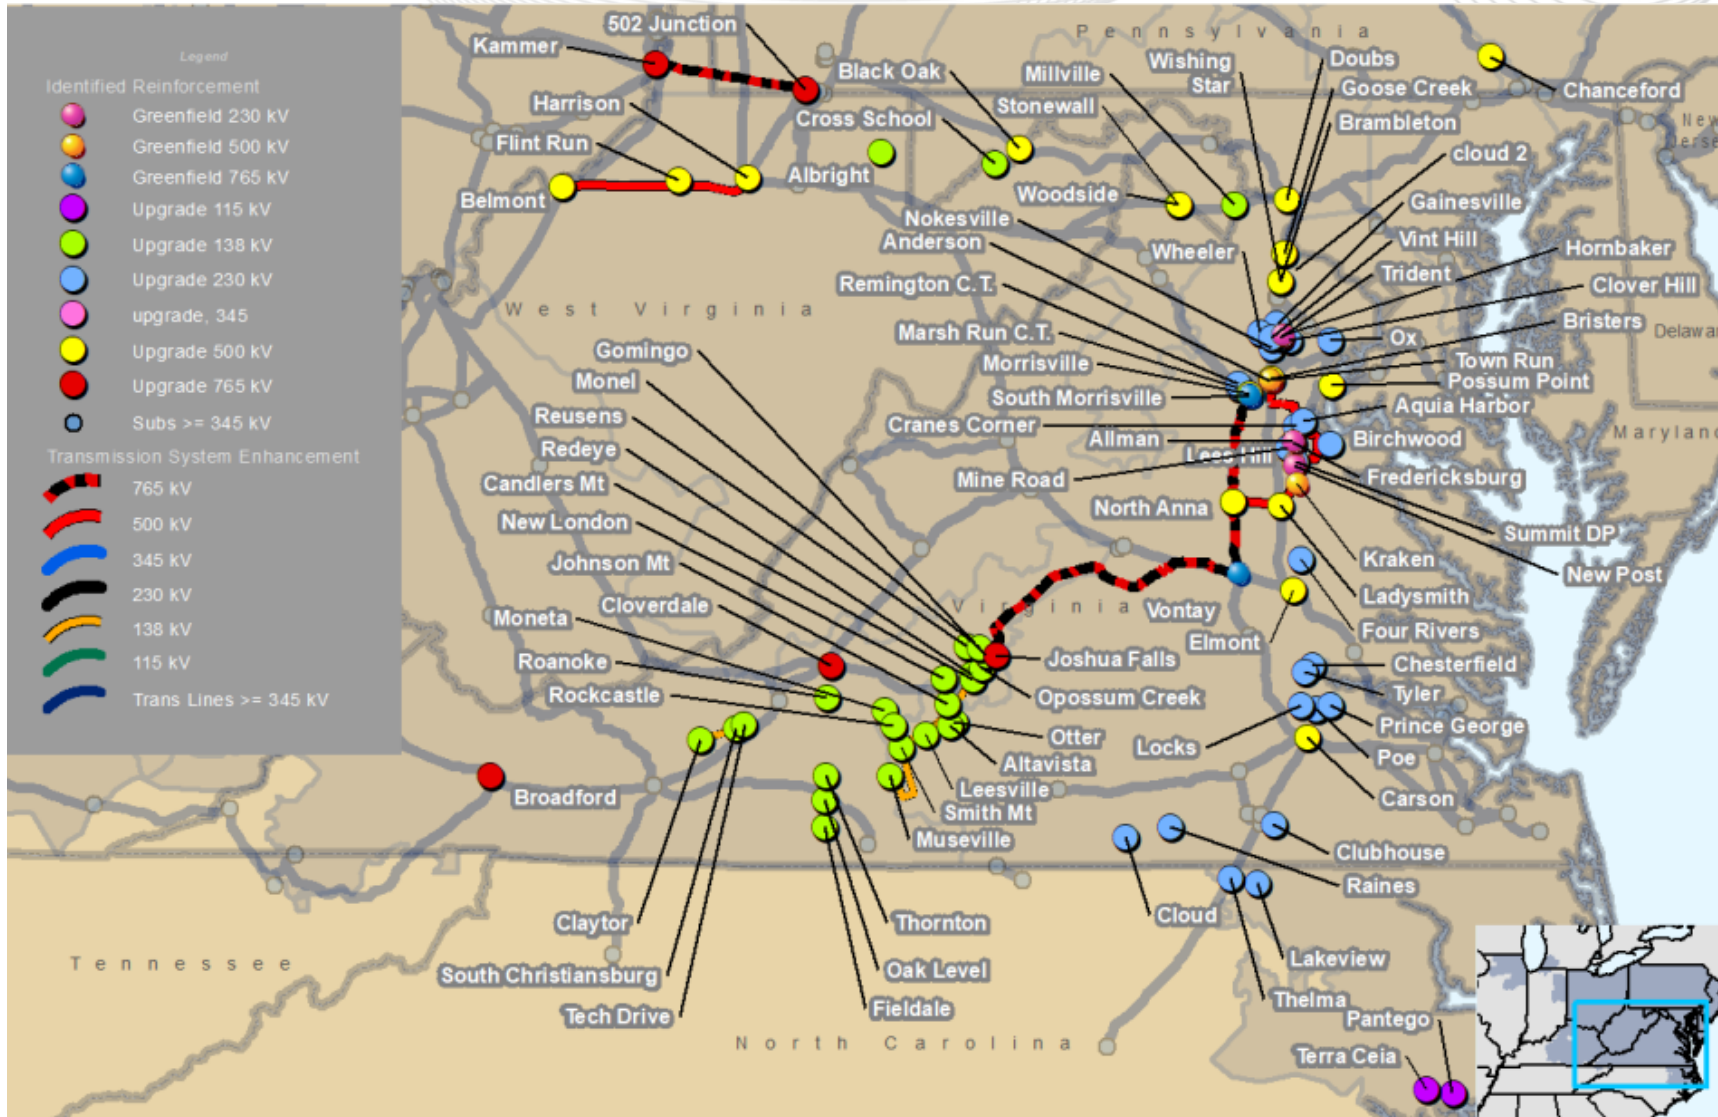 Legend
Identified Reinforcement
Greenfield 230 kV
Greenfield 500 kV
Greenfield 765 kV
Upgrade 115 kV
Upgrade 138 kV
Upgrade 230 kV
upgrade, 345
Upgrade 500 kV
Upgrade 765 kV
Subs >= 345 kV
Transmission System Enhancement
765 kV
500 kV
345 kV
230 kV
138 kV
115 kV
Trans Lines >= 345 kV
502 Junction
Kammer
Harrison
Flint Run
Belmont
Black Oak
Cross School
Albright
Pennsylvania
Millville
Stonewall
Woodside
Wishing
Star
Doubs
Goose Creek
Brambleton
Chanceford
New
cloud 2
Gainesville
Vint Hill
Hornbaker
Trident
Clover Hill
Bristers
Ox
Delawa
Town Run
Possum Point
Aquia Harbor
Maryland
Birchwood
Fredericksburg
Summit DP
New Post
Kraken
Ladysmith
Four Rivers
Nokesville
Anderson
Wheeler
Remington C.T.
Marsh Run C.T.
Morrisville
South Morrisville
Cranes Corner
Allman
Lees Hill
Mine Road
North Anna
West Virginia
Gomingo
Monel
Reusens
Redeye
Candlers Mt
New London
Johnson Mt
Cloverdale
Moneta
Roanoke
Rockcastle
Virginia
Vontay
Elmont
Joshua Falls
Opossum Creek
Otter
Altavista
Leesville
Smith Mt
Museville
Broadford
Chesterfield
Tyler
Prince George
Locks
Poe
Carson
Clubhouse
Raines
Cloud
Lakeview
Thelma
Pantego
Terra Ceia
Claytor
South Christiansburg
Tech Drive
Thornton
Oak Level
Fieldale
Tennessee
North Carolina